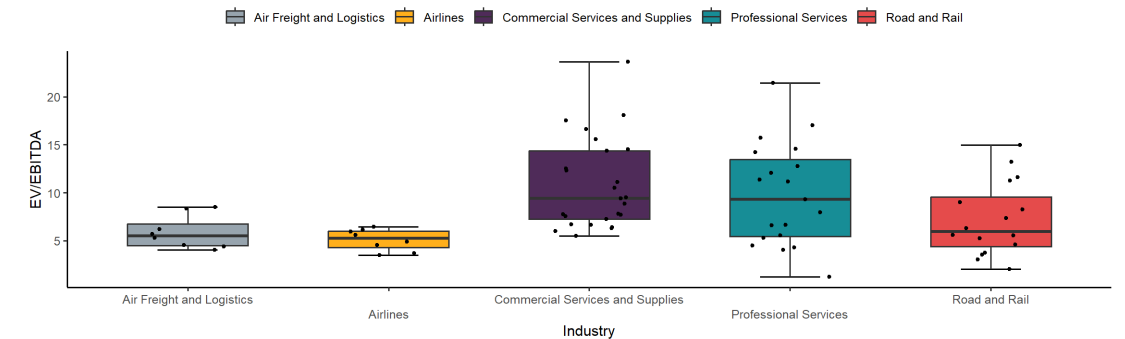 Air Freight and Logistics Airlines Commercial Services and Supplies Professional Services Road and Rail
EV/EBITDA
20
15
10
5
Air Freight and Logistics Commercial Services and Supplies Road and Rail
Airlines Professional Services
Industry